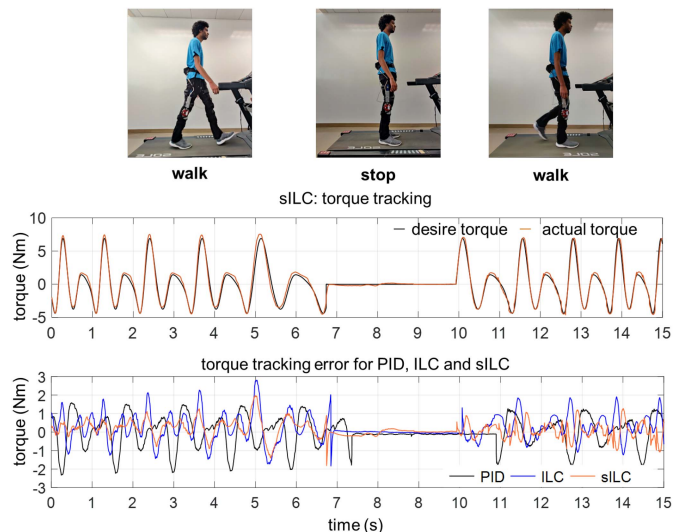 walk stop walk
sILC: torque tracking
10
5
0
-5
torque (Nm)
desire torque actual torque
0 1 2 3 4 5 6 7 8 9 10 11 12 13 14 15
torque tracking error for PID, ILC and sILC
3
2
1
0
-1
-2
-3
torque (Nm)
PID ILC sILC
0 1 2 3 4 5 6 7 8 9 10 11 12 13 14 15
time (s)